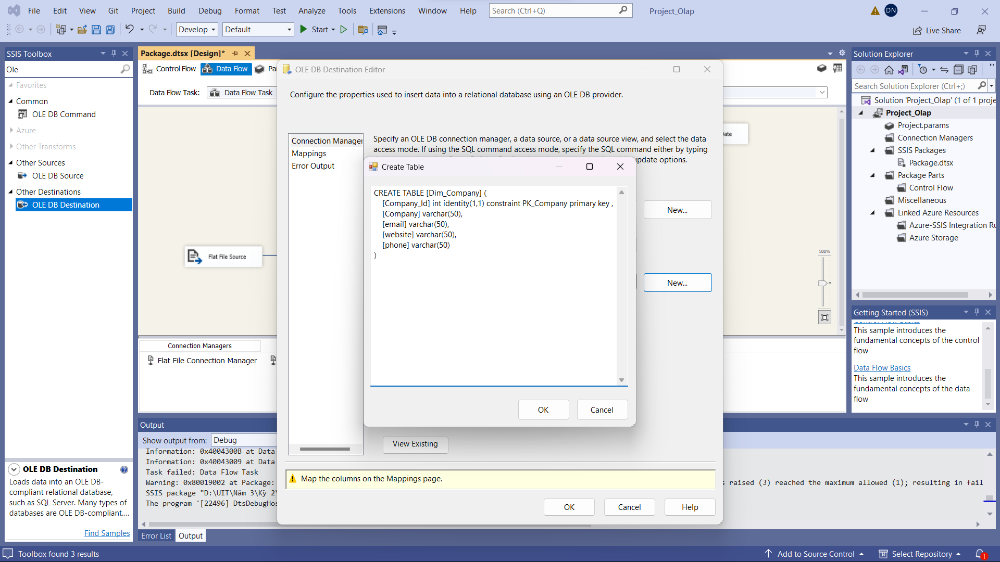 File Edit View Git Project Build Debug Format Test Analyze Tools Extensions Window Help Search (Ctrl+Q) Project_Olap DN
Develop Default Start Live Share
SSIS Toolbox
Ole
Favorites
Common
OLE DB Command
Azure
Other Transforms
Other Sources
OLE DB Source
Other Destinations
OLE DB Destination
OLE DB Destination
Loads data into an OLE DB-
compliant relational database,
such as SQL Server. Many types of
databases are OLE DB-compliant....
Find Samples
Package.dtsx [Design]*
Control Flow Data Flow Pa
Data Flow Task: Data Flow Task
Flat File Source
ate
100%
Connection Managers
Flat File Connection Manager
OLE DB Destination Editor
Configure the properties used to insert data into a relational database using an OLE DB provider.
Connection Manager
Mappings
Error Output
Specify an OLE DB connection manager, a data source, or a data source view, and select the data
access mode. If using the SQL command access mode, specify the SQL command either by typing
update options.
New...
New...
View Existing
Map the columns on the Mappings page.
OK Cancel Help
Create Table
CREATE TABLE [Dim_Company] (
[Company_Id] int identity(1,1) constraint PK_Company primary key ,
[Company] varchar(50),
[email] varchar(50),
[website] varchar(50),
[phone] varchar(50)
)
OK Cancel
Output
Show output from: Debug
Information: 0x4004300B at Data
Information: 0x40043009 at Data
Task failed: Data Flow Task
Warning: 0x80019002 at Package: s raised (3) reached the maximum allowed (1); resulting in fail
SSIS package "D:\UIT\Năm 3\Kỳ 2\
The program '[22496] DtsDebugHos
Error List Output
Solution Explorer
Search Solution Explorer (Ctrl+;)
Solution 'Project_Olap' (1 of 1 proje
Project_Olap
Project.params
Connection Managers
SSIS Packages
Package.dtsx
Package Parts
Control Flow
Miscellaneous
Linked Azure Resources
Azure-SSIS Integration Ru
Azure Storage
Getting Started (SSIS)
This sample introduces the
fundamental concepts of the control
flow
Data Flow Basics
This sample introduces the
fundamental concepts of the data
flow
Toolbox found 3 results Add to Source Control Select Repository 1